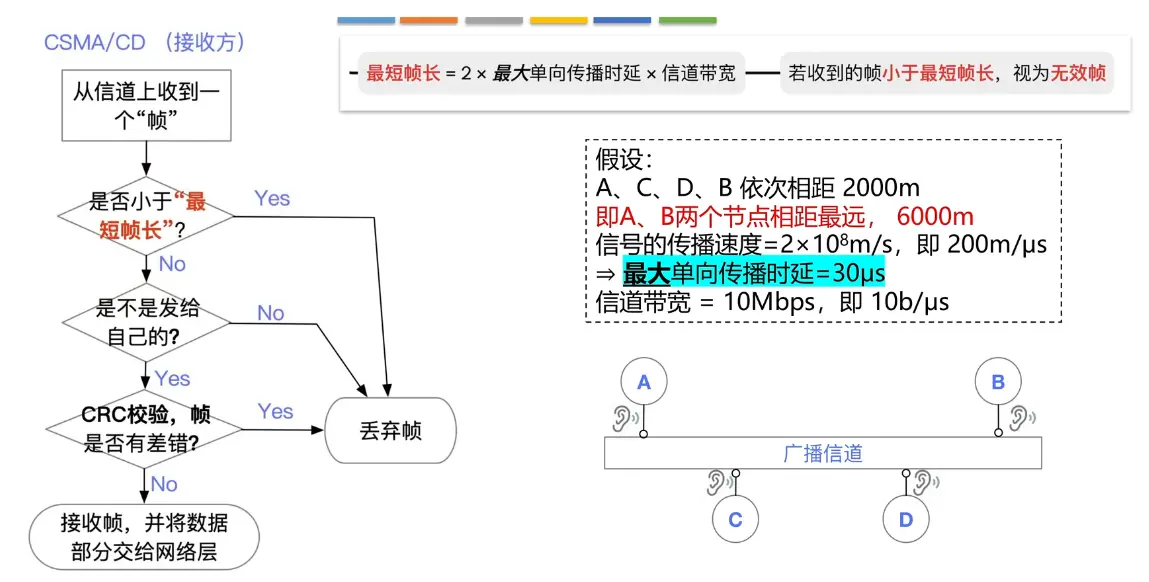 CSMA/CD （接收方）
从信道上收到一
个“帧”
是否小于“最
短帧长”？
Yes
No
是不是发给
自己的?
No
Yes
CRC校验，帧
是否有差错?
Yes
丢弃帧
No
接收帧，并将数据
部分交给网络层
最短帧长 = 2 × 最大单向传播时延 × 信道带宽
若收到的帧小于最短帧长，视为无效帧
假设：
A、C、D、B 依次相距 2000m
即A、B两个节点相距最远， 6000m
信号的传播速度=2×10⁸m/s，即 200m/μs
⇒ 最大单向传播时延=30μs
信道带宽 = 10Mbps，即 10b/μs
A
B
广播信道
C
D